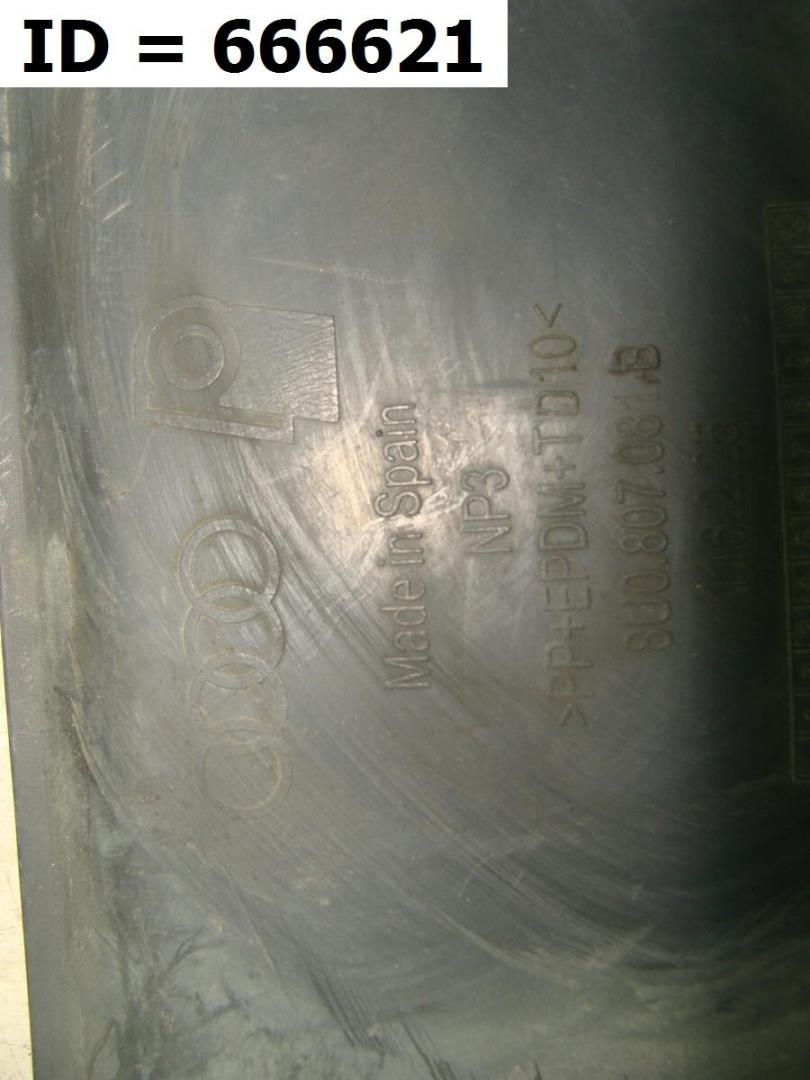 ID = 666621
Made in Spain
NP3
>PP+EPDM+TD10<
8U0.807.081.B